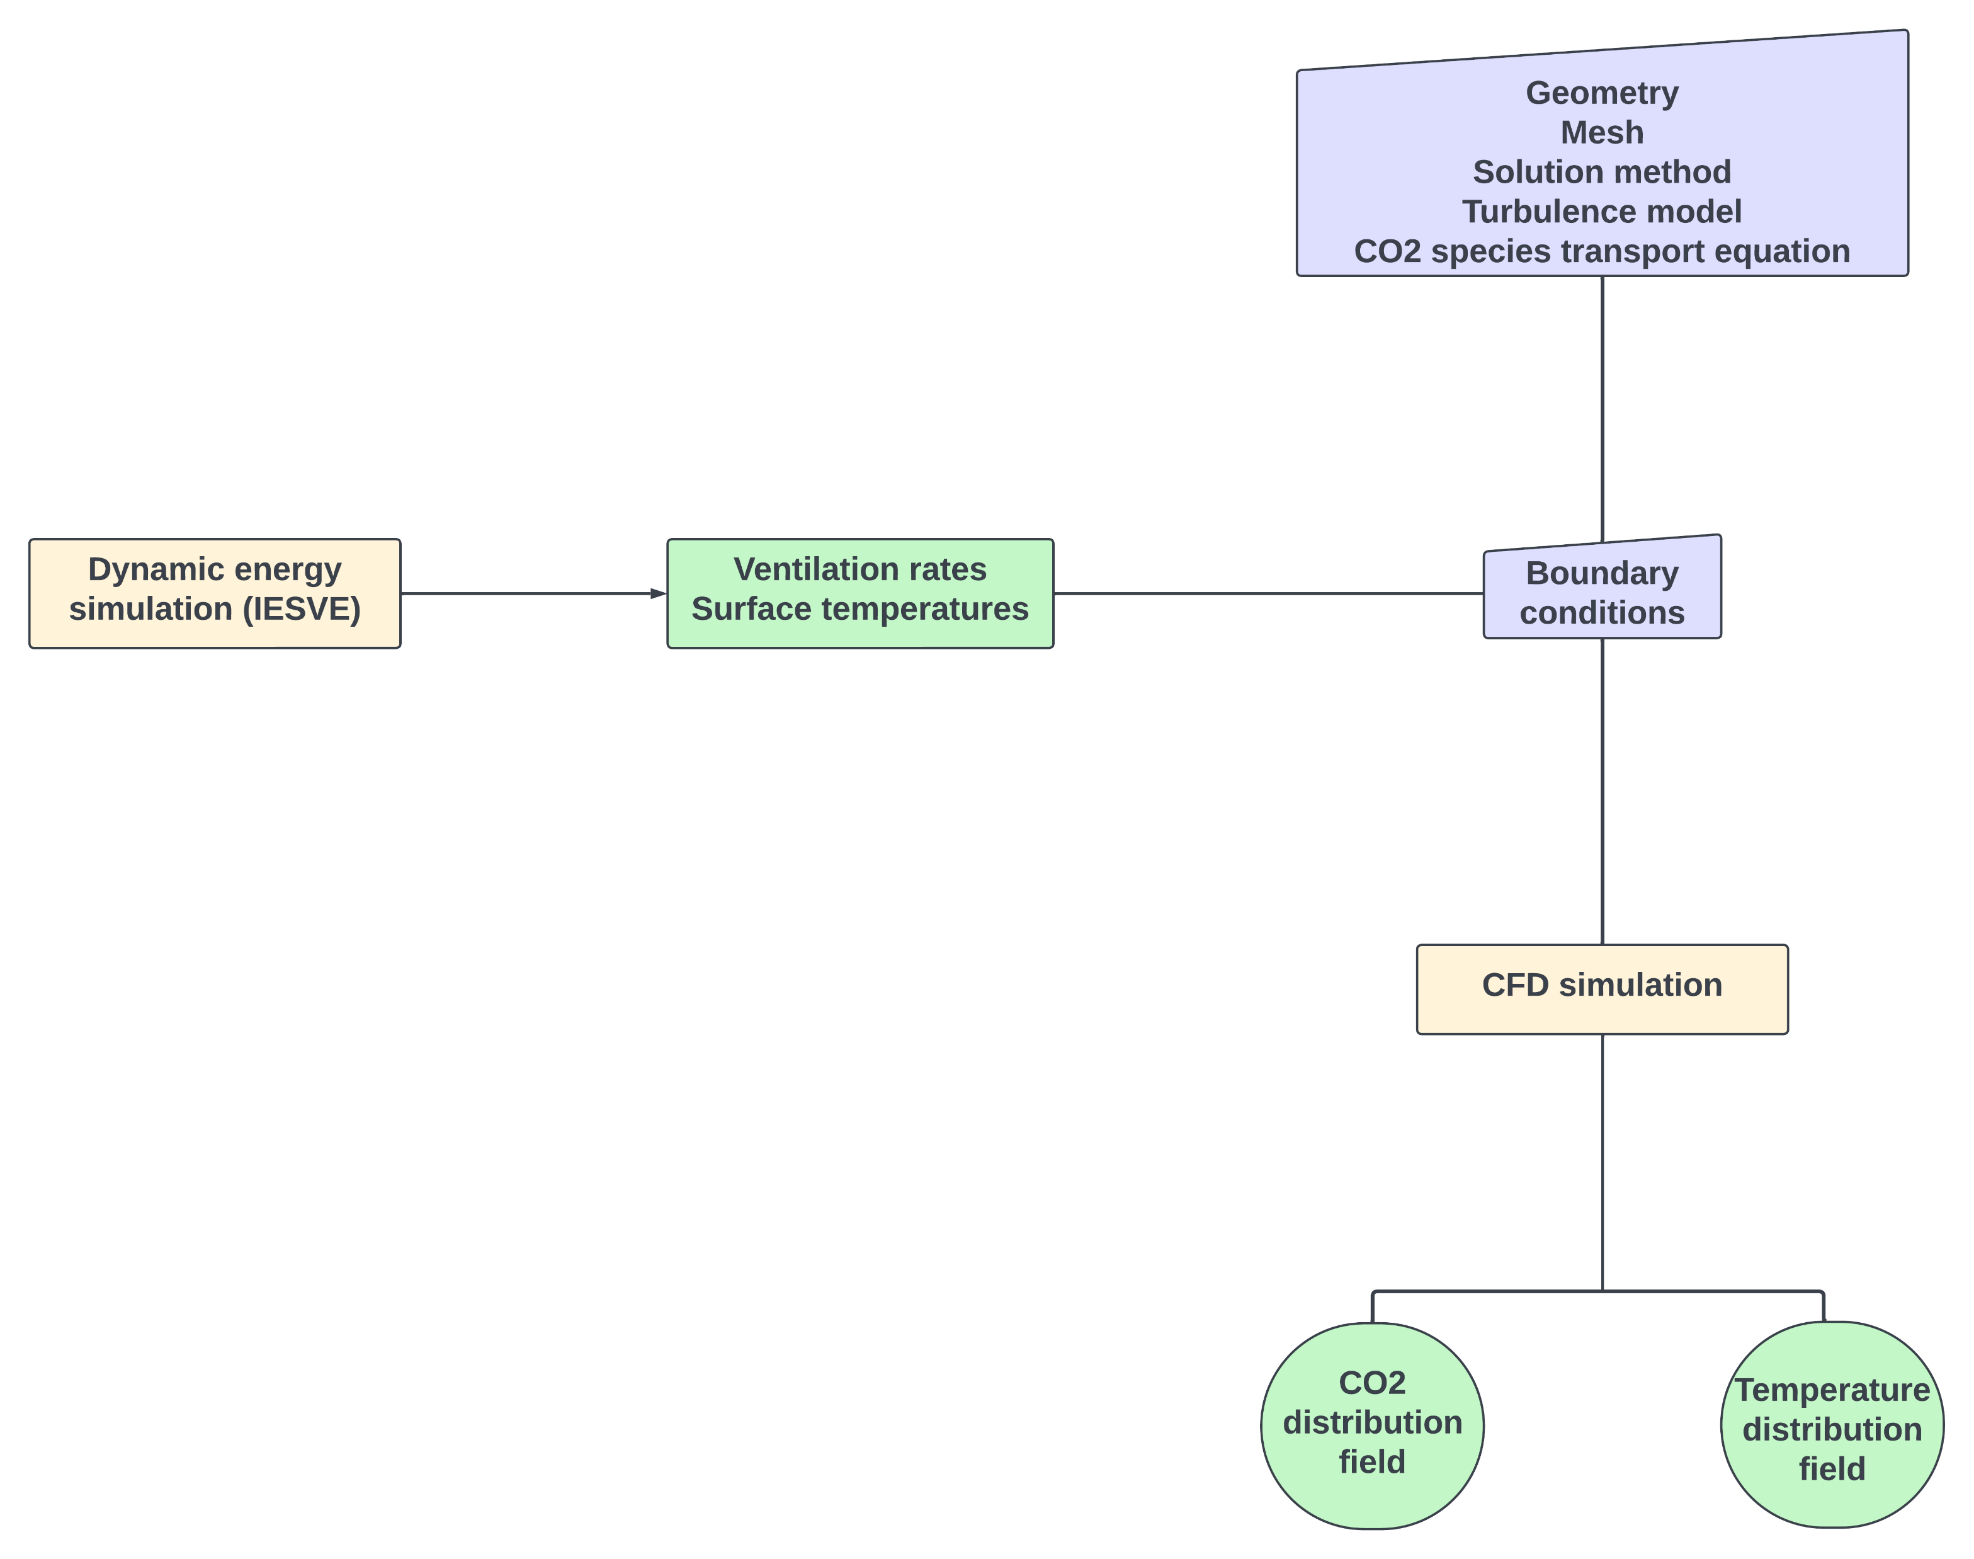 Geometry
Mesh
Solution method
Turbulence model
CO2 species transport equation
Dynamic energy
simulation (IESVE)
Ventilation rates
Surface temperatures
Boundary
conditions
CFD simulation
CO2
distribution
field
Temperature
distribution
field